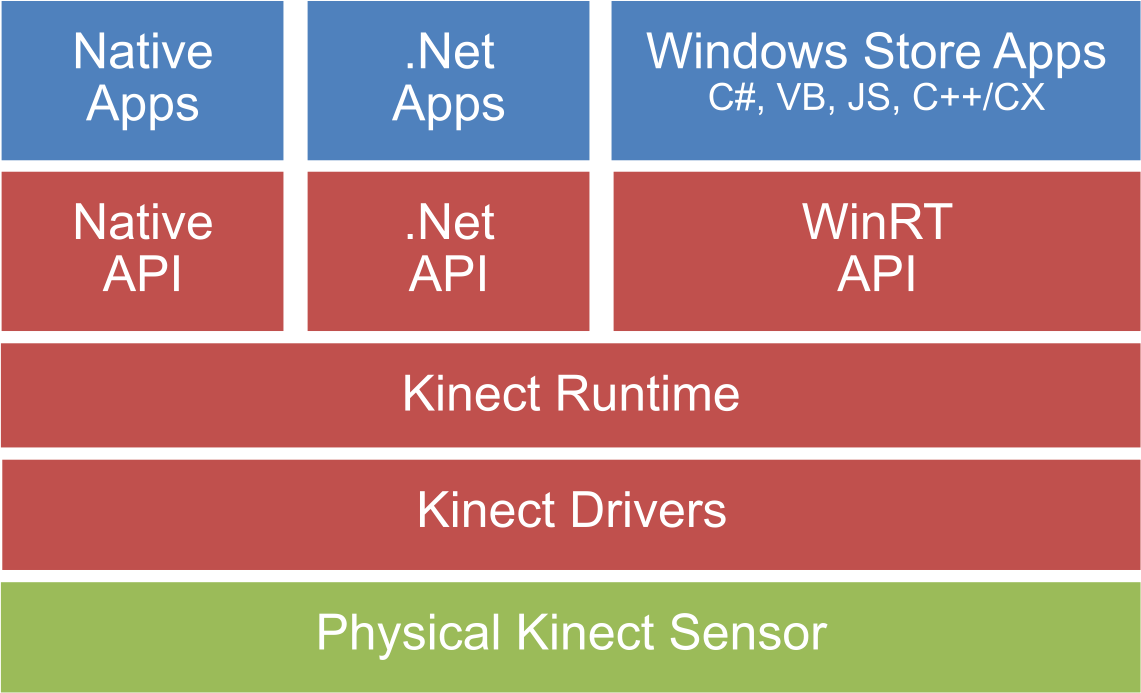 Native
Apps
.Net
Apps
Windows Store Apps
C#, VB, JS, C++/CX
Native
API
.Net
API
WinRT
API
Kinect Runtime
Kinect Drivers
Physical Kinect Sensor